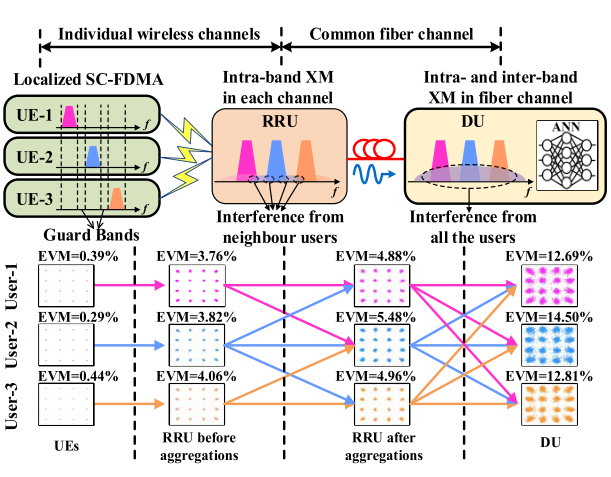 Individual wireless channels
Common fiber channel
Localized SC-FDMA
Intra-band XM
in each channel
Intra- and inter-band
XM in fiber channel
UE-1
f
UE-2
f
UE-3
f
Guard Bands
RRU
f
Interference from
neighbour users
DU
ANN
f
Interference from
all the users
User-1
EVM=0.39%
EVM=3.76%
EVM=4.88%
EVM=12.69%
User-2
EVM=0.29%
EVM=3.82%
EVM=5.48%
EVM=14.50%
User-3
EVM=0.44%
EVM=4.06%
EVM=4.96%
EVM=12.81%
UEs
RRU before
aggregations
RRU after
aggregations
DU